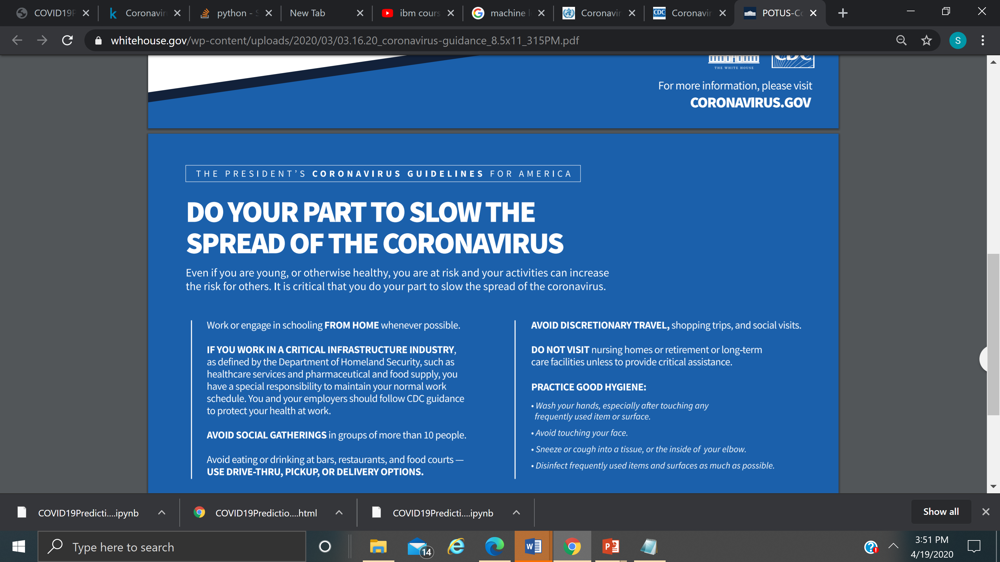 COVID19P
Coronavir
python - S
New Tab
ibm cours
machine l
Coronavir
CDC
Coronavir
POTUS-Co
whitehouse.gov/wp-content/uploads/2020/03/03.16.20_coronavirus-guidance_8.5x11_315PM.pdf
S
THE WHITE HOUSE
CDC
For more information, please visit
CORONAVIRUS.GOV
THE PRESIDENT’S CORONAVIRUS GUIDELINES FOR AMERICA
DO YOUR PART TO SLOW THE
SPREAD OF THE CORONAVIRUS
Even if you are young, or otherwise healthy, you are at risk and your activities can increase
the risk for others. It is critical that you do your part to slow the spread of the coronavirus.
Work or engage in schooling FROM HOME whenever possible.
IF YOU WORK IN A CRITICAL INFRASTRUCTURE INDUSTRY,
as defined by the Department of Homeland Security, such as
healthcare services and pharmaceutical and food supply, you
have a special responsibility to maintain your normal work
schedule. You and your employers should follow CDC guidance
to protect your health at work.
AVOID SOCIAL GATHERINGS in groups of more than 10 people.
Avoid eating or drinking at bars, restaurants, and food courts —
USE DRIVE-THRU, PICKUP, OR DELIVERY OPTIONS.
AVOID DISCRETIONARY TRAVEL, shopping trips, and social visits.
DO NOT VISIT nursing homes or retirement or long-term
care facilities unless to provide critical assistance.
PRACTICE GOOD HYGIENE:
• Wash your hands, especially after touching any
frequently used item or surface.
• Avoid touching your face.
• Sneeze or cough into a tissue, or the inside of your elbow.
• Disinfect frequently used items and surfaces as much as possible.
COVID19Predicti....ipynb
COVID19Predictio....html
COVID19Predicti....ipynb
Show all
Type here to search
14
3:51 PM
4/19/2020